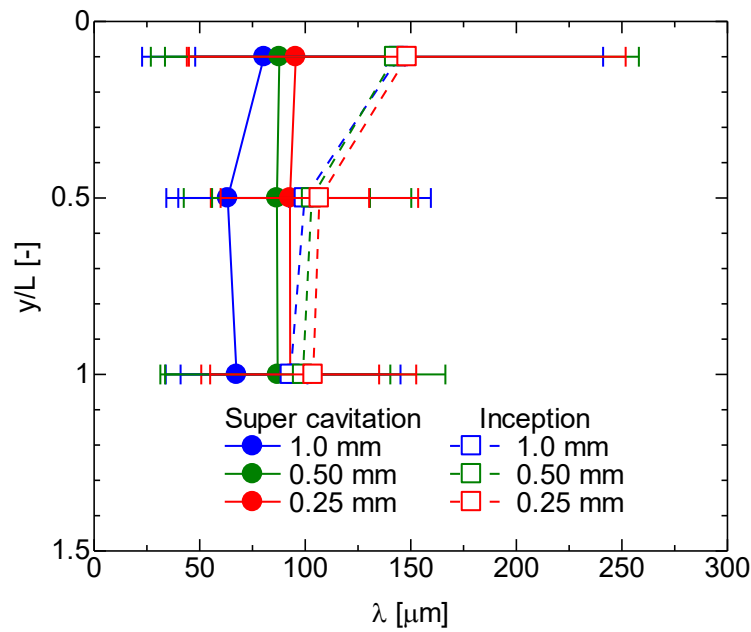 0
0.5
1
1.5
y/L [-]
Super cavitation Inception
1.0 mm 1.0 mm
0.50 mm 0.50 mm
0.25 mm 0.25 mm
0 50 100 150 200 250 300
λ [μm]